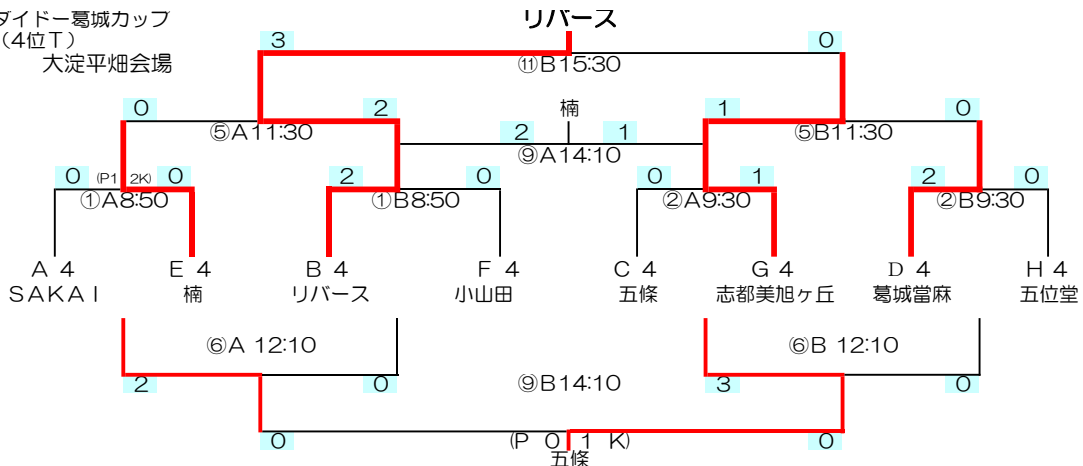 ダイドー葛城カップ
（4位T）
大淀平畑会場
リバース
3 0
⑪B15:30
0 2 楠 1 0
⑤A11:30 2 1 ⑤B11:30
⑨A14:10
0 (P1 2K) 0 2 0 0 1 2 0
①A8:50 ①B8:50 ②A9:30 ②B9:30
A 4 E 4 B 4 F 4 C 4 G 4 D 4 H 4
SAKAI 楠 リバース 小山田 五條 志都美旭ヶ丘 葛城當麻 五位堂
⑥A 12:10 ⑥B 12:10
2 0 ⑨B14:10 3 0
0 (P 0 1 K) 0
五條